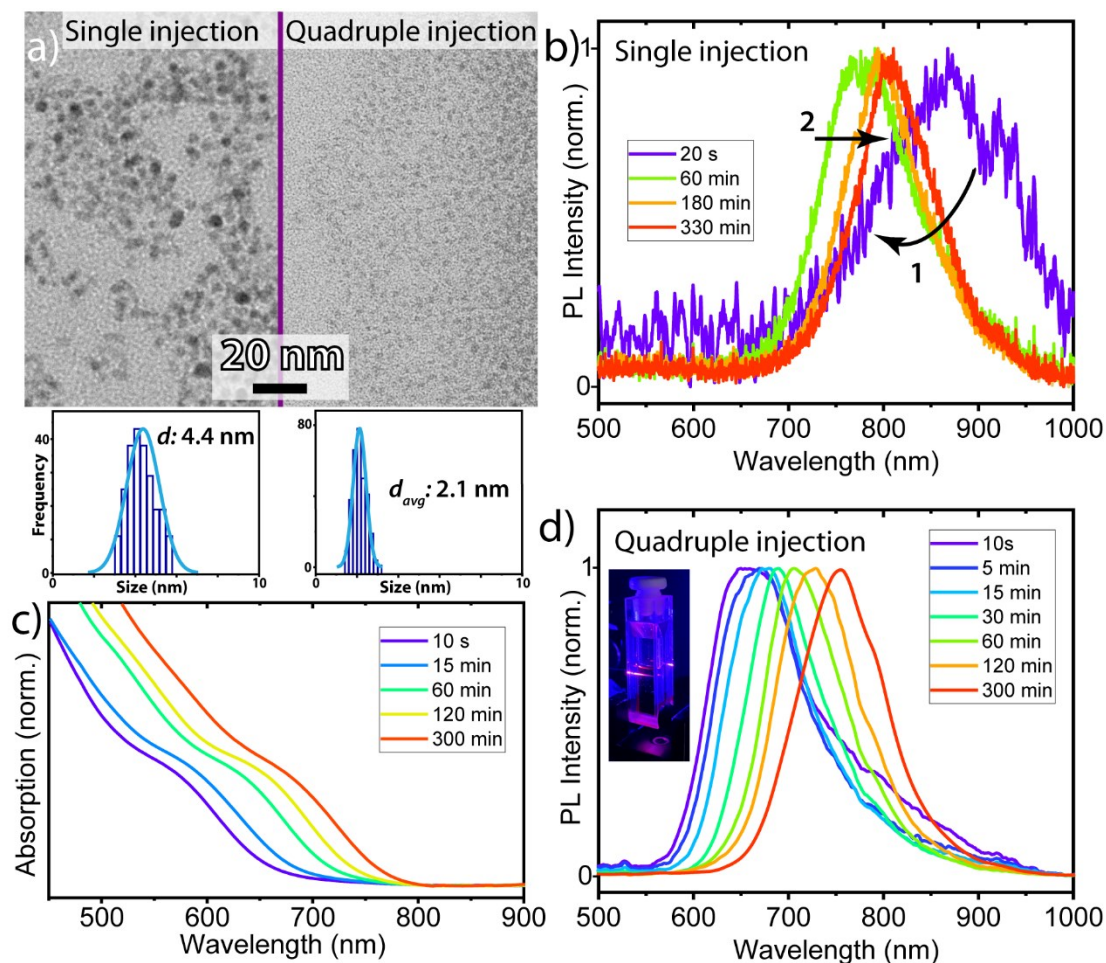 a)
Single injection
Quadruple injection
20 nm
d: 4.4 nm
40
0
Frequency
0
10
Size (nm)
d_avg: 2.1 nm
80
0
0
10
Size (nm)
b)
Single injection
1
0
PL Intensity (norm.)
20 s
60 min
180 min
330 min
2
1
500 600 700 800 900 1000
Wavelength (nm)
c)
Absorption (norm.)
10 s
15 min
60 min
120 min
300 min
500 600 700 800 900
Wavelength (nm)
d)
Quadruple injection
1
0
PL Intensity (norm.)
10s
5 min
15 min
30 min
60 min
120 min
300 min
500 600 700 800 900 1000
Wavelength (nm)